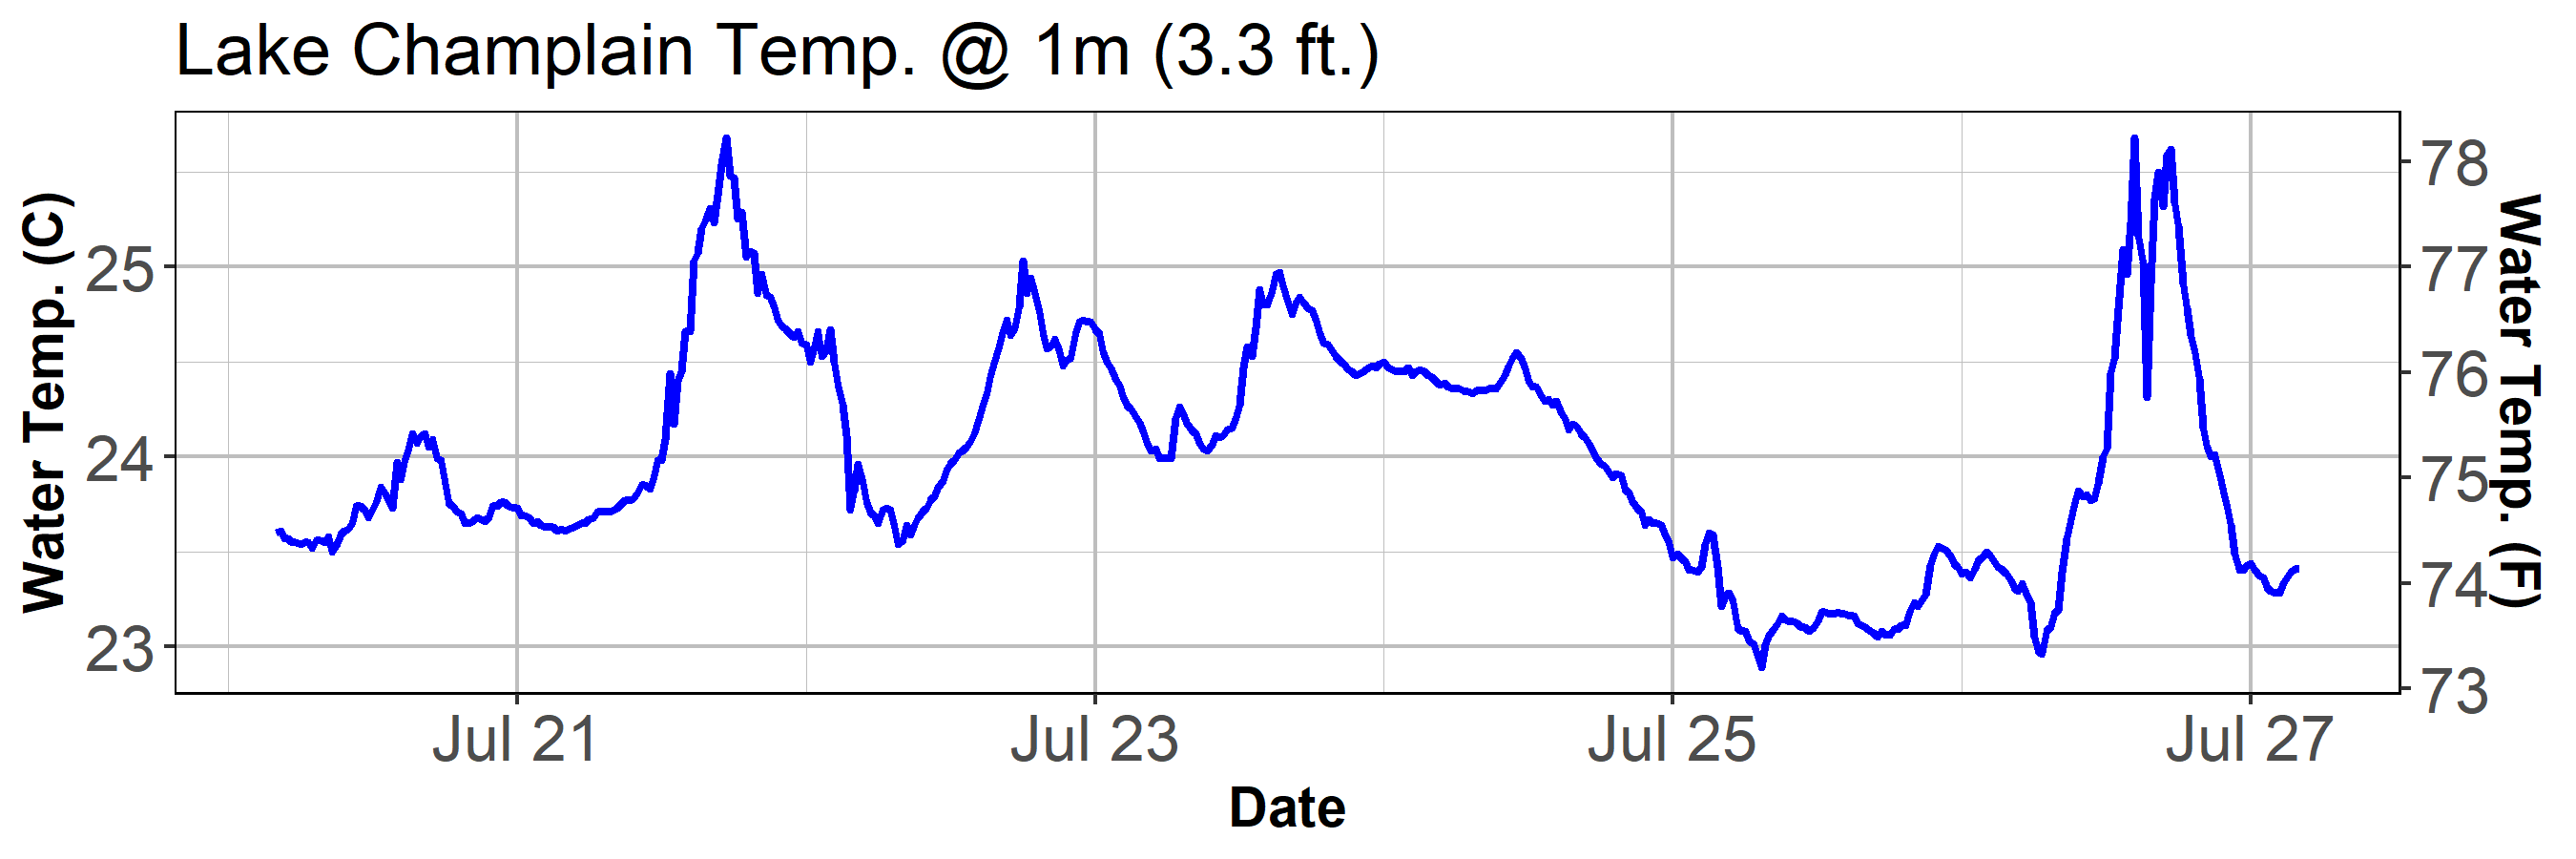 Lake Champlain Temp. @ 1m (3.3 ft.)
Water Temp. (C)
25
24
23
78
77
76
75
74
73
Water Temp. (F)
Jul 21 Jul 23 Jul 25 Jul 27
Date